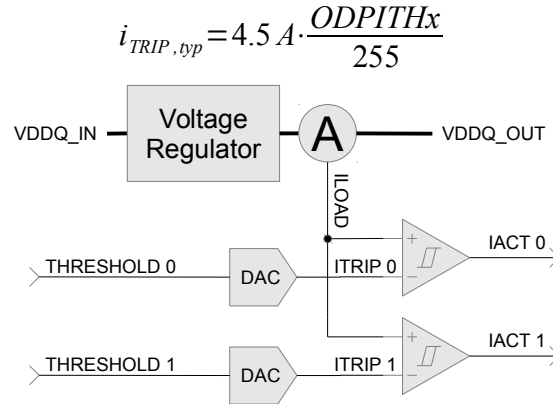 i_TRIP,typ = 4.5 A · ODPITHx / 255
Voltage
Regulator
A
VDDQ_IN
VDDQ_OUT
ILOAD
+
IACT 0
THRESHOLD 0
DAC
ITRIP 0
−
+
IACT 1
THRESHOLD 1
DAC
ITRIP 1
−